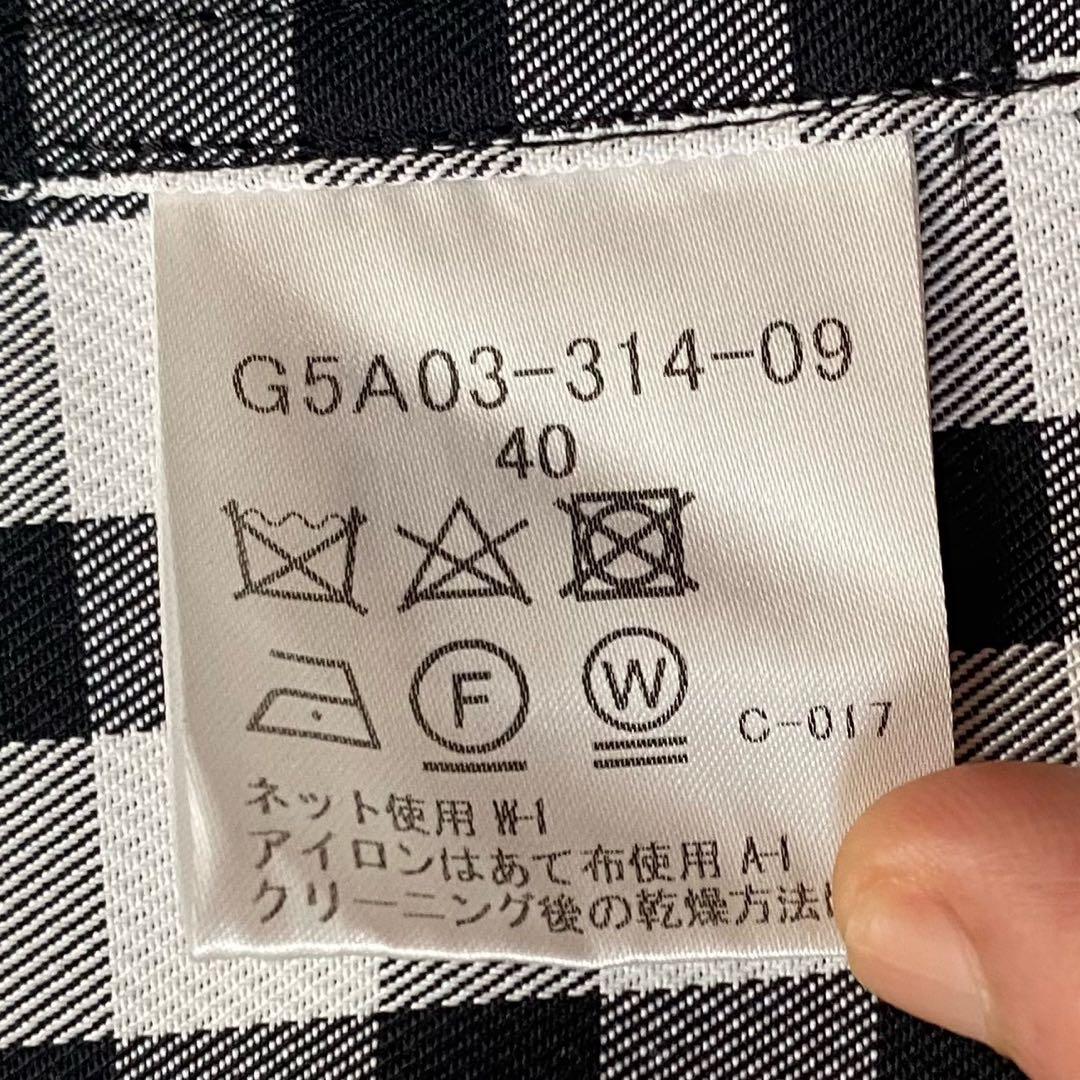 G5A03-314-09
40
F W C-017
ネット使用 W-1
アイロンはあて布使用 A-1
クリーニング後の乾燥方法